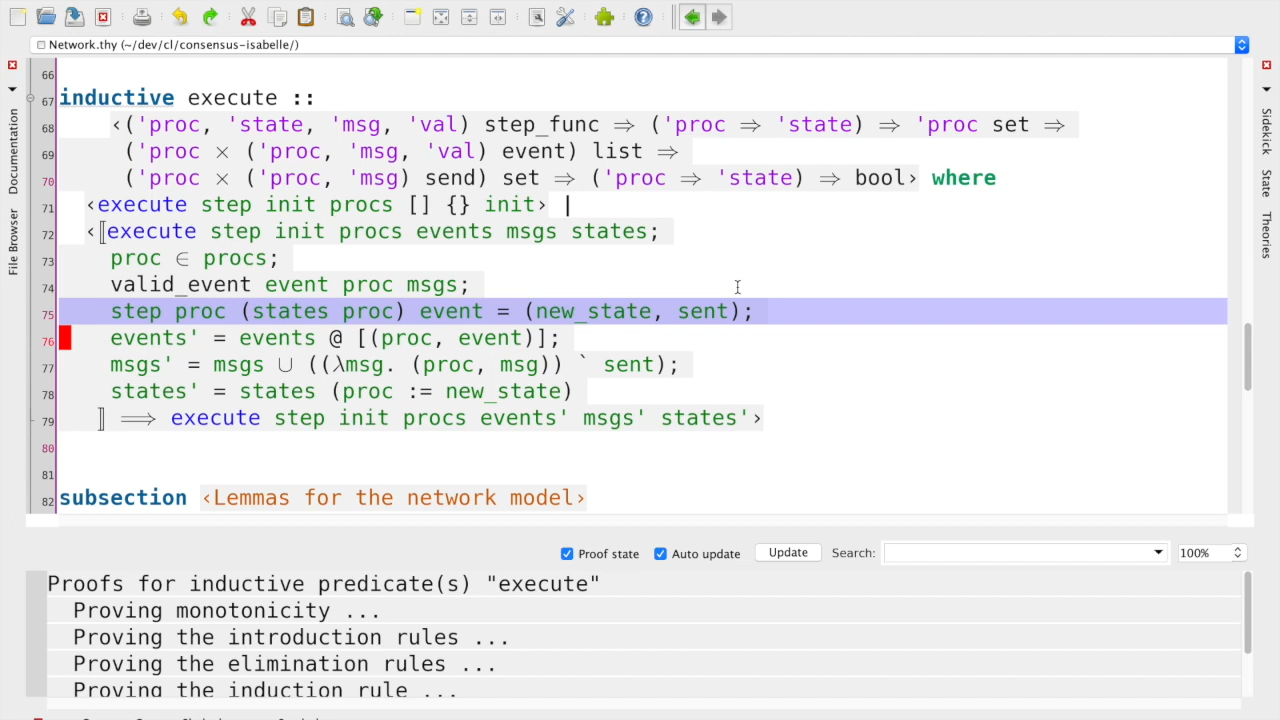 Network.thy (~/dev/cl/consensus-isabelle/)
Documentation
File Browser
Sidekick
State
Theories
66
67 inductive execute ::
68 ‹('proc, 'state, 'msg, 'val) step_func ⇒ ('proc ⇒ 'state) ⇒ 'proc set ⇒
69 ('proc × ('proc, 'msg, 'val) event) list ⇒
70 ('proc × ('proc, 'msg) send) set ⇒ ('proc ⇒ 'state) ⇒ bool› where
71 ‹execute step init procs [] {} init› |
72 ‹⟦execute step init procs events msgs states;
73 proc ∈ procs;
74 valid_event event proc msgs;
75 step proc (states proc) event = (new_state, sent);
76 events' = events @ [(proc, event)];
77 msgs' = msgs ∪ ((λmsg. (proc, msg)) ` sent);
78 states' = states (proc := new_state)
79 ⟧ ⟹ execute step init procs events' msgs' states'›
80
81
82 subsection ‹Lemmas for the network model›
Proof state Auto update Update Search: 100%
Proofs for inductive predicate(s) "execute"
Proving monotonicity ...
Proving the introduction rules ...
Proving the elimination rules ...
Proving the induction rule ...